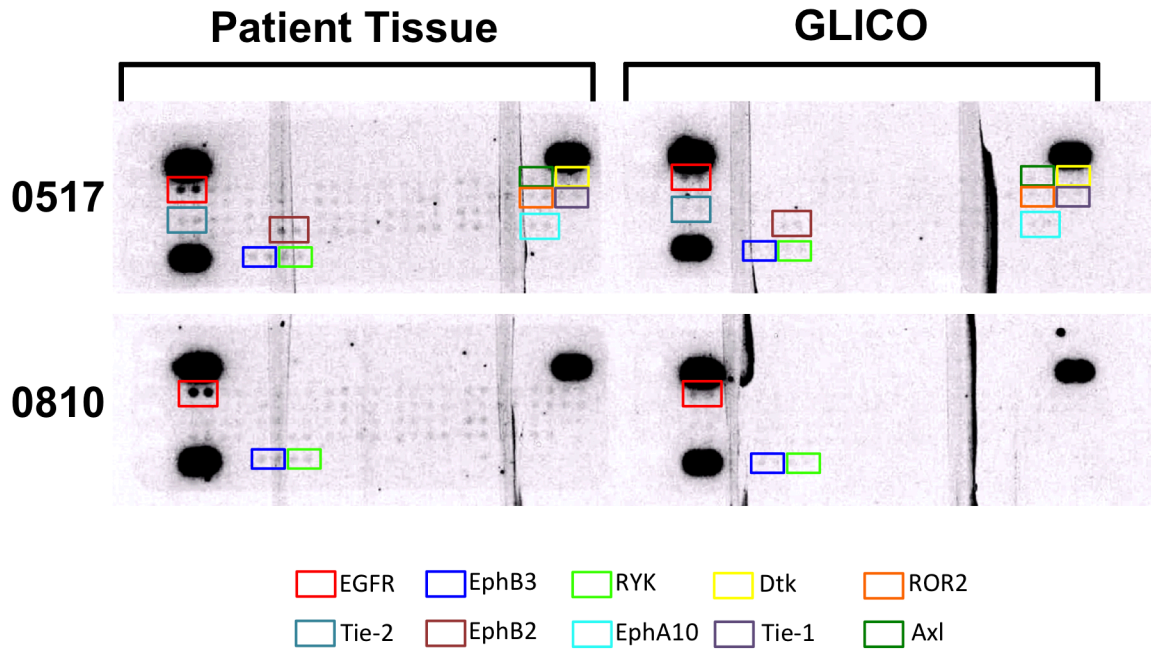 Patient Tissue GLICO
0517
0810
EGFR EphB3 RYK Dtk ROR2
Tie-2 EphB2 EphA10 Tie-1 Axl